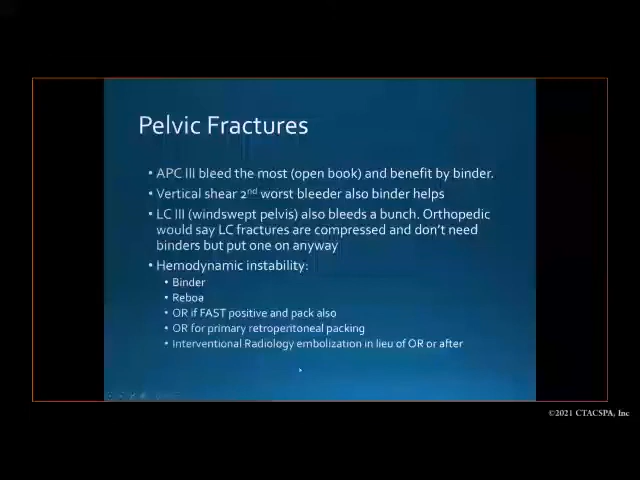 Pelvic Fractures
• APC III bleed the most (open book) and benefit by binder.
• Vertical shear 2nd worst bleeder also binder helps
• LC III (windswept pelvis) also bleeds a bunch. Orthopedic
would say LC fractures are compressed and don't need
binders but put one on anyway
• Hemodynamic instability:
• Binder
• Reboa
• OR if FAST positive and pack also
• OR for primary retroperitoneal packing
• Interventional Radiology embolization in lieu of OR or after
©2021 CTACSPA, Inc